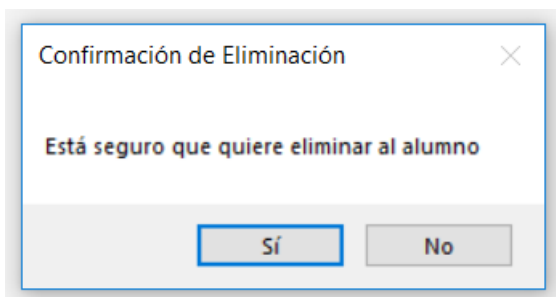 Confirmación de Eliminación
Está seguro que quiere eliminar al alumno
Sí
No